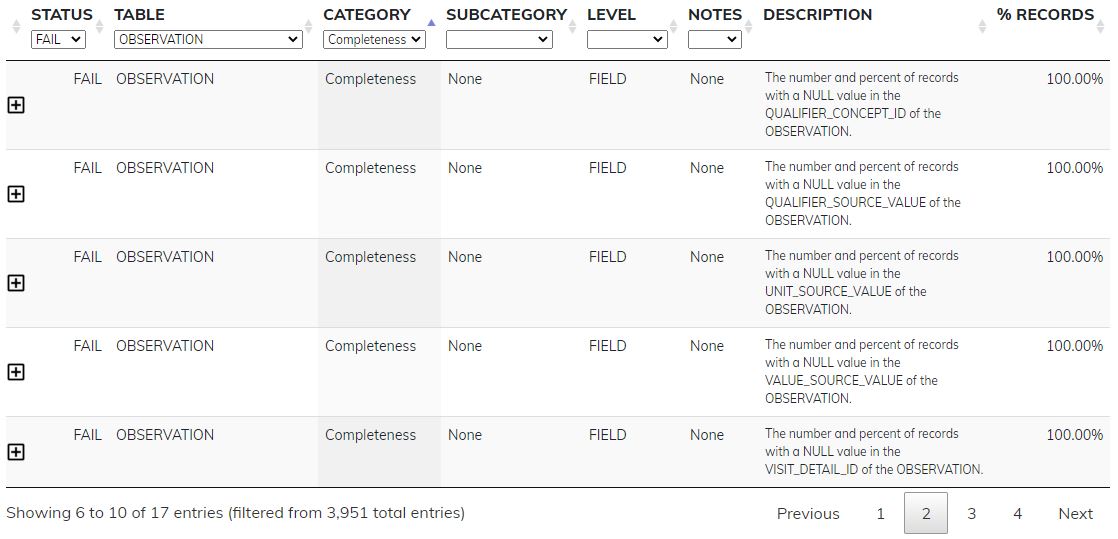 STATUS TABLE CATEGORY SUBCATEGORY LEVEL NOTES DESCRIPTION % RECORDS
FAIL OBSERVATION Completeness
FAIL OBSERVATION Completeness None FIELD None The number and percent of records 100.00%
with a NULL value in the
QUALIFIER_CONCEPT_ID of the
OBSERVATION.
FAIL OBSERVATION Completeness None FIELD None The number and percent of records 100.00%
with a NULL value in the
QUALIFIER_SOURCE_VALUE of the
OBSERVATION.
FAIL OBSERVATION Completeness None FIELD None The number and percent of records 100.00%
with a NULL value in the
UNIT_SOURCE_VALUE of the
OBSERVATION.
FAIL OBSERVATION Completeness None FIELD None The number and percent of records 100.00%
with a NULL value in the
VALUE_SOURCE_VALUE of the
OBSERVATION.
FAIL OBSERVATION Completeness None FIELD None The number and percent of records 100.00%
with a NULL value in the
VISIT_DETAIL_ID of the OBSERVATION.
Showing 6 to 10 of 17 entries (filtered from 3,951 total entries) Previous 1 2 3 4 Next